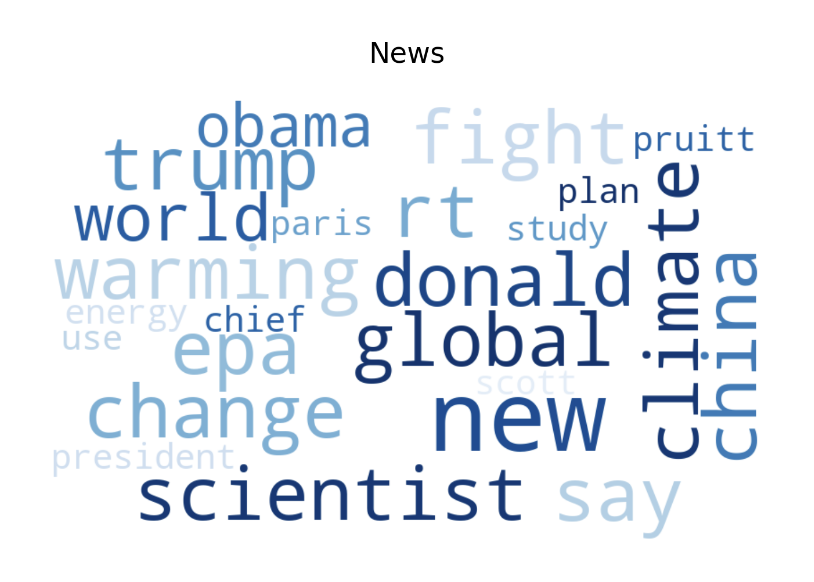 News
obama
fight
pruitt
trump
plan
climate
world
paris
rt
study
warming
donald
china
energy
chief
global
use
epa
scott
change
new
president
scientist
say